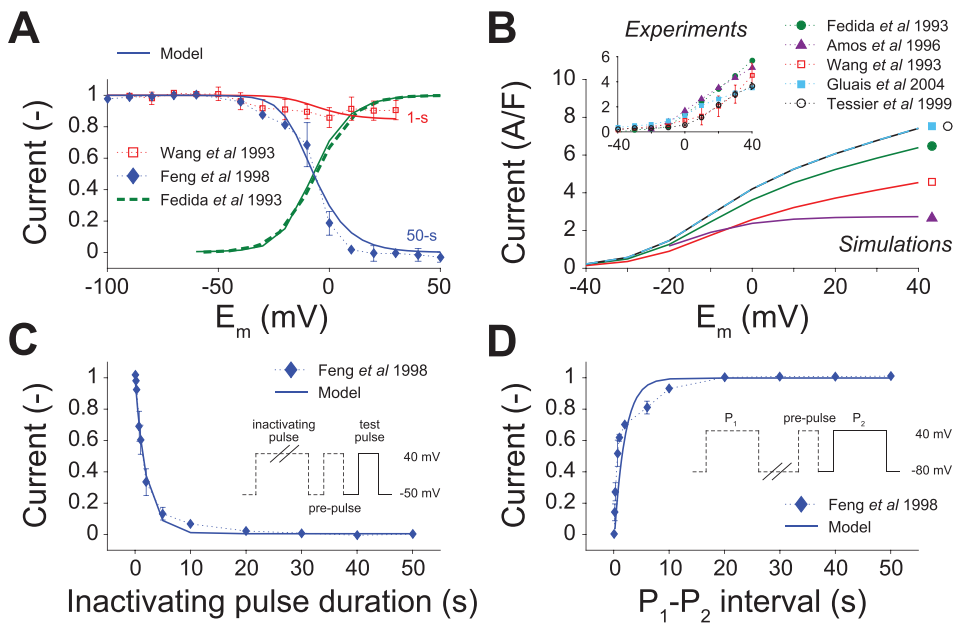 A
Model
Current (-)
1
0.8
0.6
0.4
0.2
0
1-s
Wang et al 1993
Feng et al 1998
Fedida et al 1993
50-s
-100
-50
0
50
Em (mV)
B
Experiments
Fedida et al 1993
Amos et al 1996
Wang et al 1993
Gluais et al 2004
Tessier et al 1999
6
4
2
0
-40
-20
0
20
40
Current (A/F)
10
8
6
4
2
0
Simulations
-40
-20
0
20
40
Em (mV)
C
Feng et al 1998
Model
Current (-)
1
0.8
0.6
0.4
0.2
0
inactivating
pulse
test
pulse
40 mV
-50 mV
pre-pulse
0
10
20
30
40
50
Inactivating pulse duration (s)
D
Current (-)
1
0.8
0.6
0.4
0.2
0
P1
pre-pulse
P2
40 mV
-80 mV
Feng et al 1998
Model
0
10
20
30
40
50
P1-P2 interval (s)